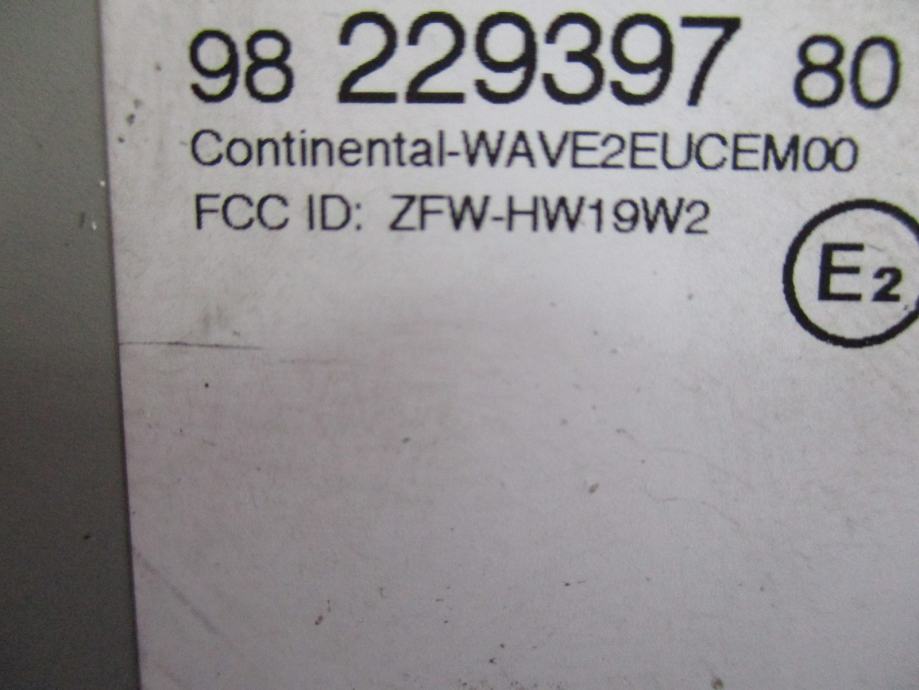 98 229397 80
Continental-WAVE2EUCEM00
FCC ID: ZFW-HW19W2
E2